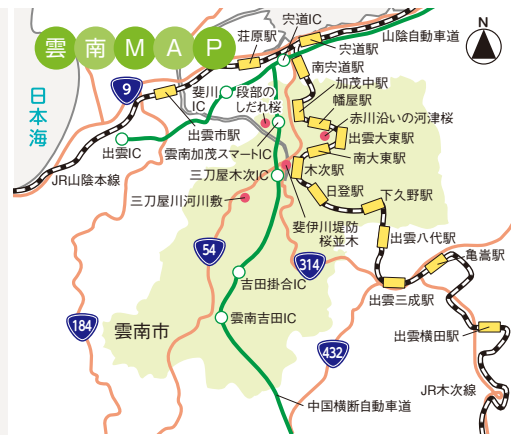 雲南MAP
宍道IC
荘原駅
宍道駅
山陰自動車道
N
南宍道駅
9
加茂中駅
日本海
斐川
IC
段部の
しだれ桜
幡屋駅
赤川沿いの河津桜
出雲市駅
出雲大東駅
出雲IC
雲南加茂スマートIC
南大東駅
JR山陰本線
三刀屋木次IC
木次駅
日登駅
下久野駅
三刀屋川河川敷
斐伊川堤防
桜並木
出雲八代駅
54
314
亀嵩駅
吉田掛合IC
出雲三成駅
184
雲南市
雲南吉田IC
出雲横田駅
432
JR木次線
中国横断自動車道